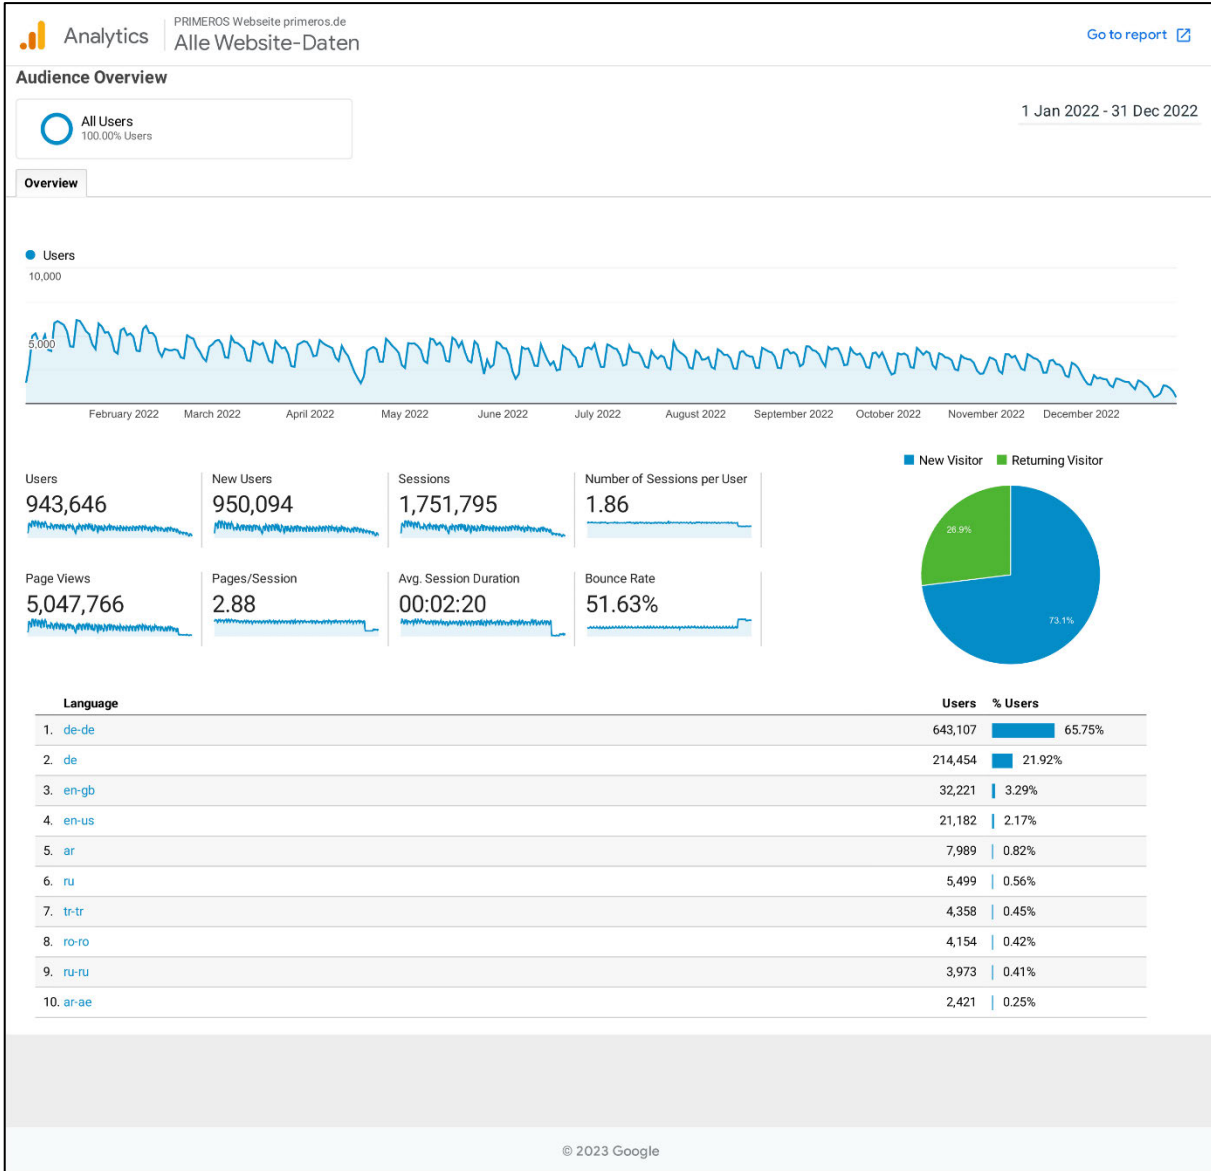 Analytics
PRIMEROS Webseite primeros.de
Alle Website-Daten
Go to report
Audience Overview
All Users
100.00% Users
1 Jan 2022 - 31 Dec 2022
Overview
Users
10,000
5,000
February 2022 March 2022 April 2022 May 2022 June 2022 July 2022 August 2022 September 2022 October 2022 November 2022 December 2022
New Visitor Returning Visitor
Users
943,646
New Users
950,094
Sessions
1,751,795
Number of Sessions per User
1.86
Page Views
5,047,766
Pages/Session
2.88
Avg. Session Duration
00:02:20
Bounce Rate
51.63%
26.9%
73.1%
Language Users % Users
1. de-de 643,107 65.75%
2. de 214,454 21.92%
3. en-gb 32,221 3.29%
4. en-us 21,182 2.17%
5. ar 7,989 0.82%
6. ru 5,499 0.56%
7. tr-tr 4,358 0.45%
8. ro-ro 4,154 0.42%
9. ru-ru 3,973 0.41%
10. ar-ae 2,421 0.25%
© 2023 Google